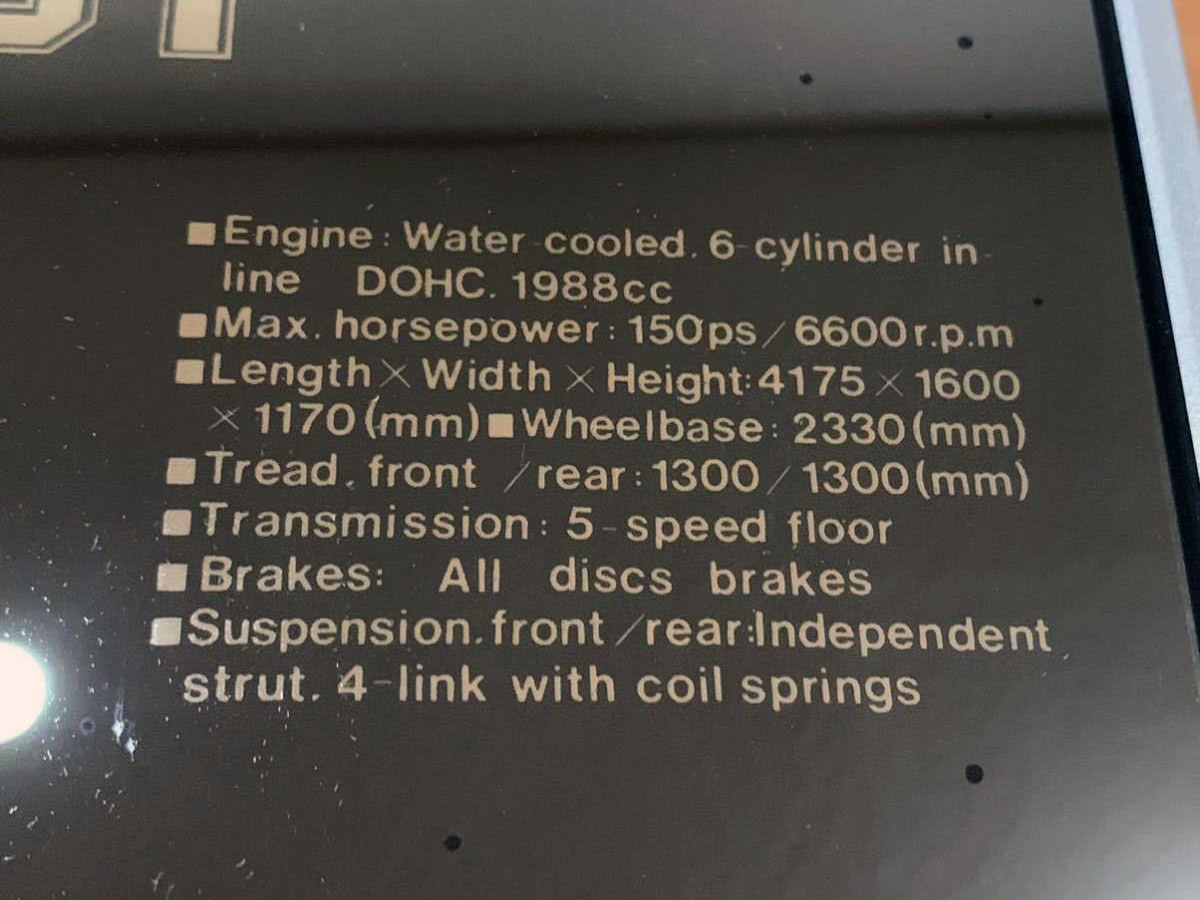 ■Engine: Water-cooled. 6-cylinder in-
line DOHC. 1988cc
■Max. horsepower: 150ps/6600r.p.m
■Length×Width×Height:4175×1600
×1170(mm)■Wheelbase: 2330(mm)
■Tread. front /rear: 1300/1300(mm)
■Transmission: 5-speed floor
■Brakes: All discs brakes
■Suspension.front/rear:Independent
strut. 4-link with coil springs